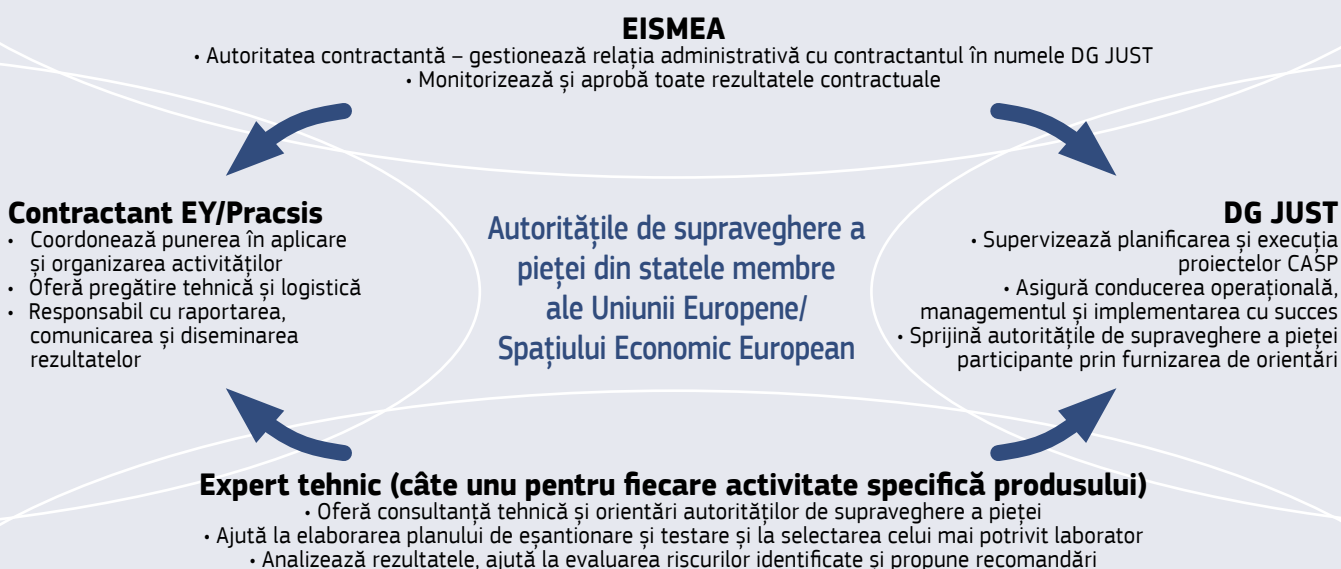 EISMEA
• Autoritatea contractantă – gestionează relația administrativă cu contractantul în numele DG JUST
• Monitorizează și aprobă toate rezultatele contractuale
Contractant EY/Pracsis
• Coordonează punerea în aplicare
și organizarea activităților
• Oferă pregătire tehnică și logistică
• Responsabil cu raportarea,
comunicarea și diseminarea
rezultatelor
Autoritățile de supraveghere a
pieței din statele membre
ale Uniunii Europene/
Spațiului Economic European
DG JUST
• Supervizează planificarea și execuția
proiectelor CASP
• Asigură conducerea operațională,
managementul și implementarea cu succes
• Sprijină autoritățile de supraveghere a pieței
participante prin furnizarea de orientări
Expert tehnic (câte unu pentru fiecare activitate specifică produsului)
• Oferă consultanță tehnică și orientări autorităților de supraveghere a pieței
• Ajută la elaborarea planului de eșantionare și testare și la selectarea celui mai potrivit laborator
• Analizează rezultatele, ajută la evaluarea riscurilor identificate și propune recomandări